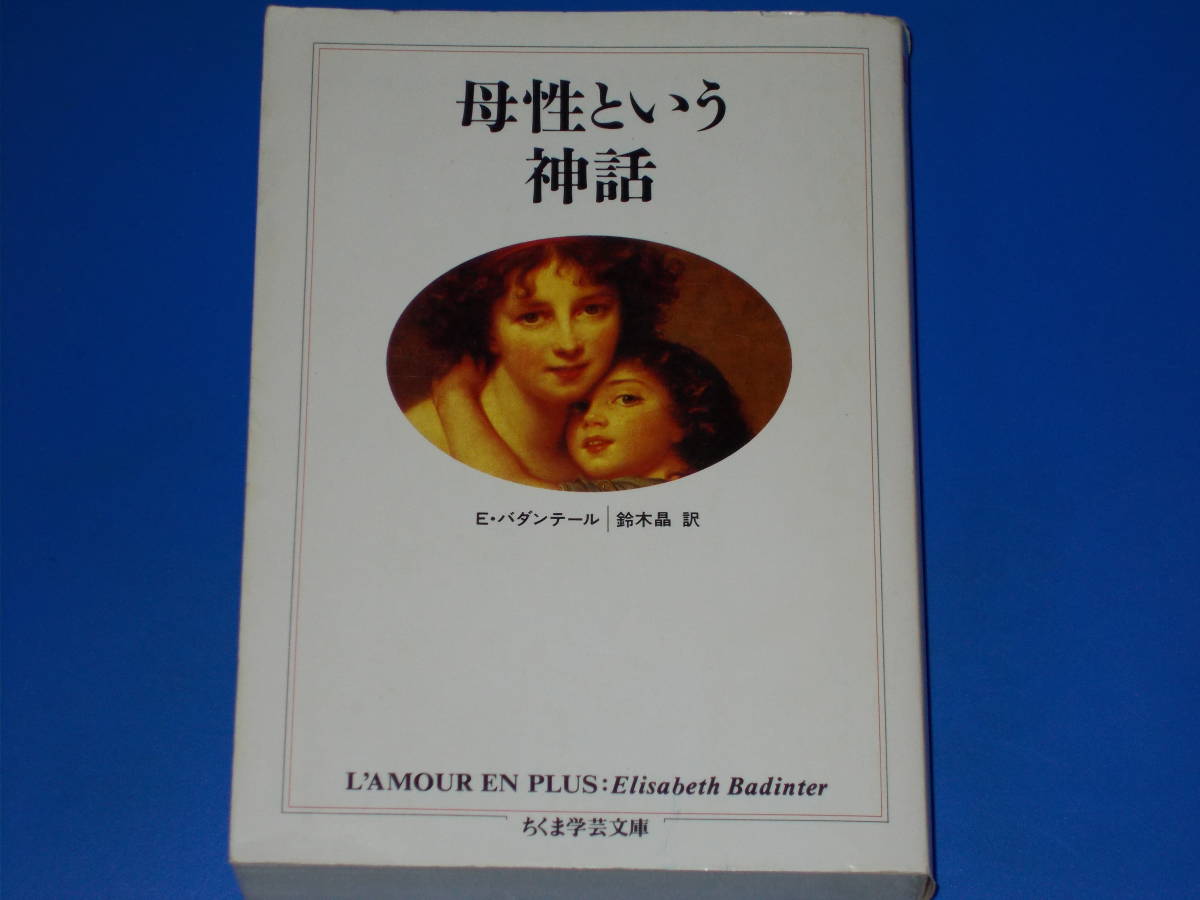 母性という
神話
E・バダンテール│鈴木晶 訳
L'AMOUR EN PLUS:Elisabeth Badinter
ちくま学芸文庫